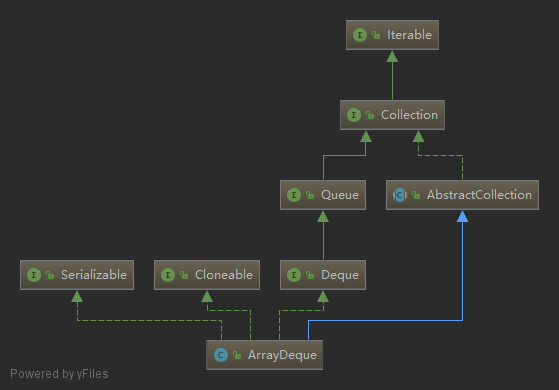 I Iterable
I Collection
I Queue
C AbstractCollection
I Serializable
I Cloneable
I Deque
C ArrayDeque
Powered by yFiles